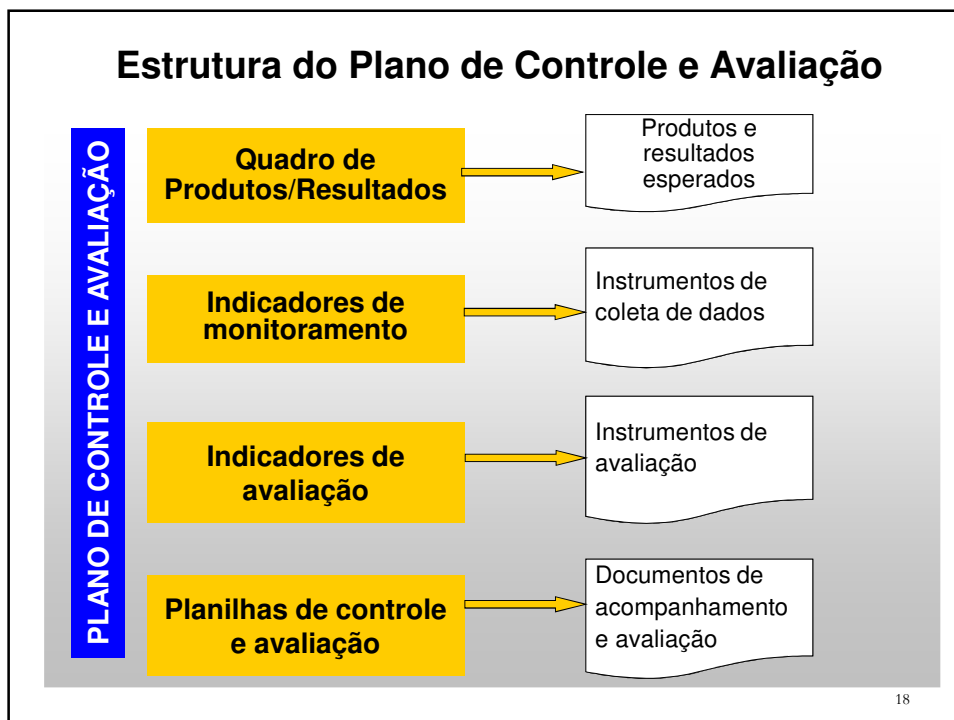 Estrutura do Plano de Controle e Avaliação
PLANO DE CONTROLE E AVALIAÇÃO
Quadro de
Produtos/Resultados
Produtos e
resultados
esperados
Indicadores de
monitoramento
Instrumentos de
coleta de dados
Indicadores de
avaliação
Instrumentos de
avaliação
Planilhas de controle
e avaliação
Documentos de
acompanhamento
e avaliação
18